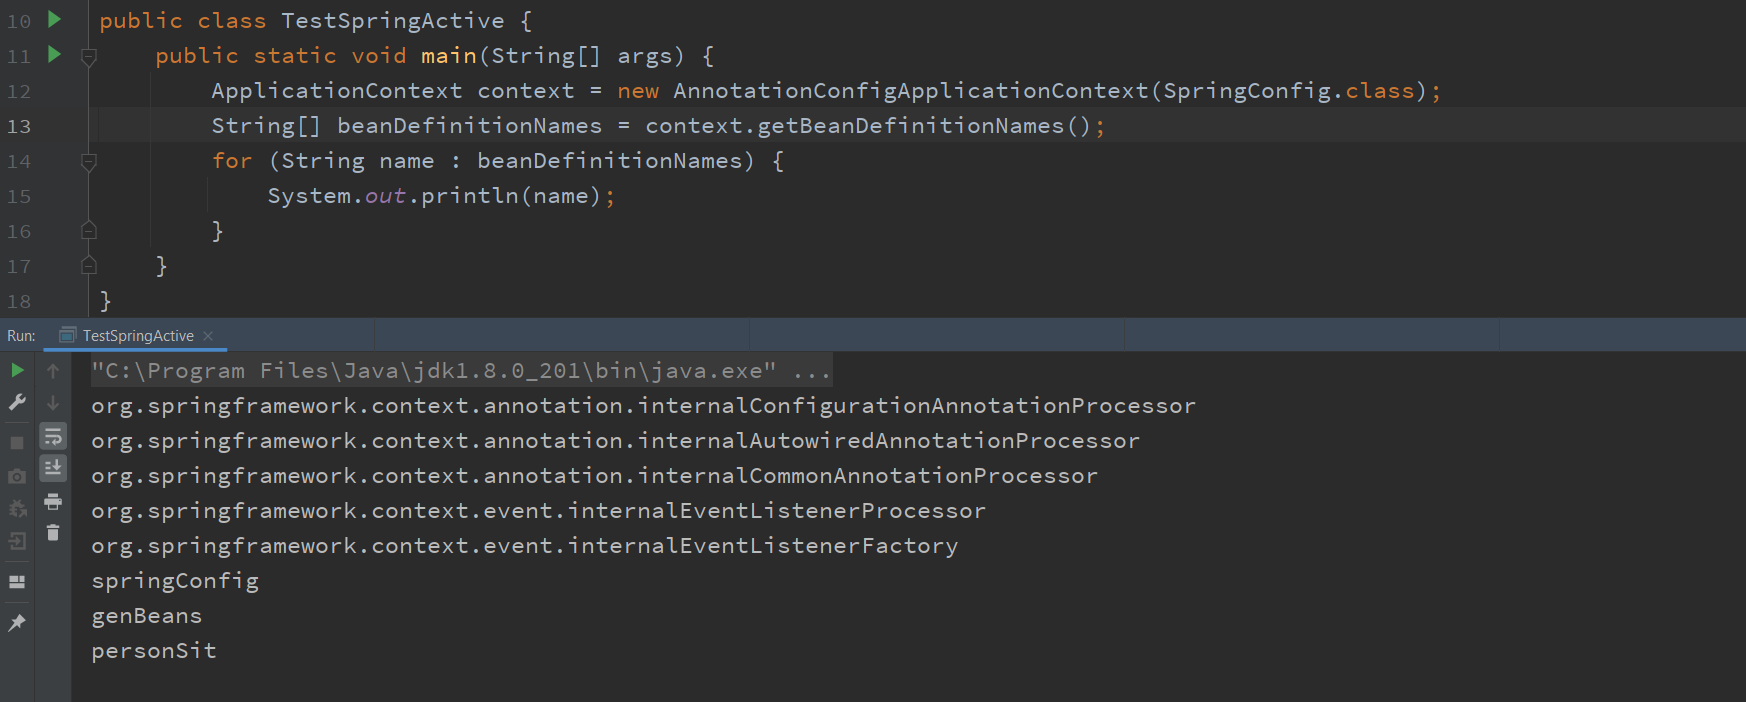 10 public class TestSpringActive {
11     public static void main(String[] args) {
12         ApplicationContext context = new AnnotationConfigApplicationContext(SpringConfig.class);
13         String[] beanDefinitionNames = context.getBeanDefinitionNames();
14         for (String name : beanDefinitionNames) {
15             System.out.println(name);
16         }
17     }
18 }
Run: TestSpringActive ×
"C:\Program Files\Java\jdk1.8.0_201\bin\java.exe" ...
org.springframework.context.annotation.internalConfigurationAnnotationProcessor
org.springframework.context.annotation.internalAutowiredAnnotationProcessor
org.springframework.context.annotation.internalCommonAnnotationProcessor
org.springframework.context.event.internalEventListenerProcessor
org.springframework.context.event.internalEventListenerFactory
springConfig
genBeans
personSit